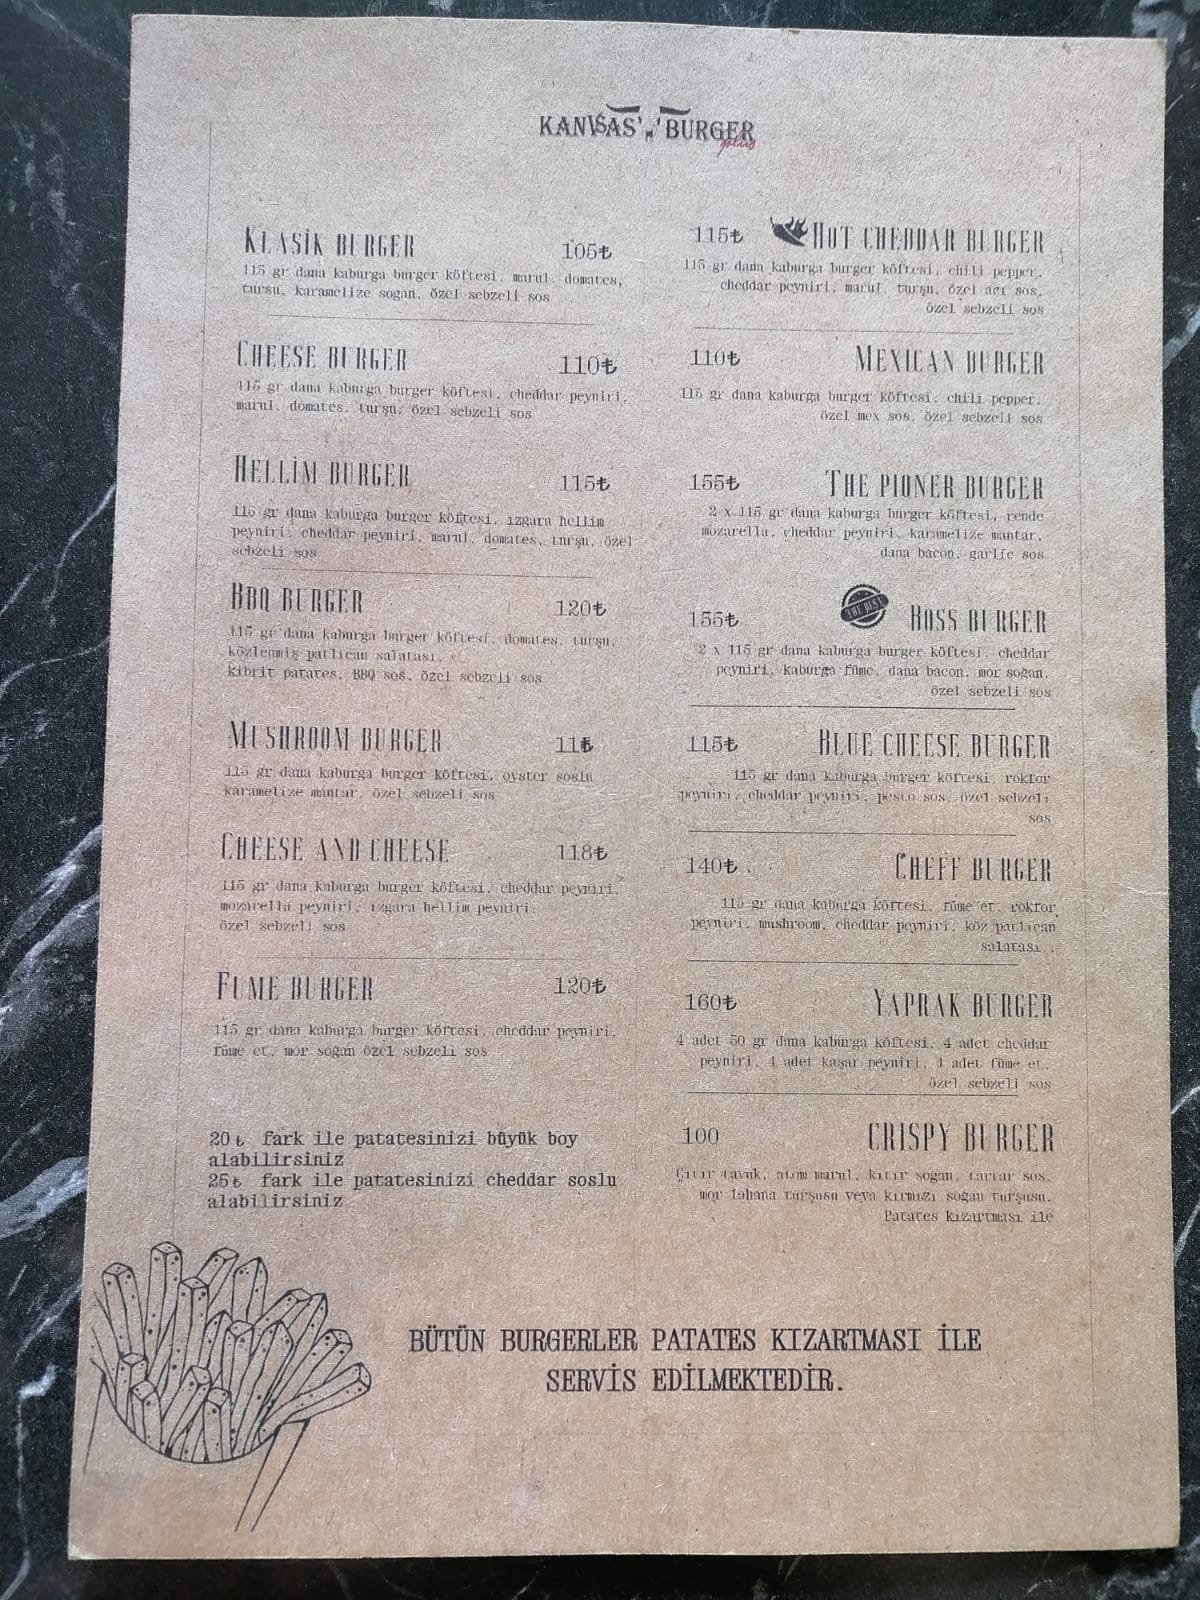 KANSAS' BURGER
KLASİK BURGER 105₺
115 gr dana kaburga burger köftesi, marul, domates,
turşu, karamelize soğan, özel sebzeli sos
CHEESE BURGER 110₺
115 gr dana kaburga burger köftesi, cheddar peyniri,
marul, domates, turşu, özel sebzeli sos
HELLİM BURGER 115₺
115 gr dana kaburga burger köftesi, ızgara hellim
peyniri, cheddar peyniri, marul, domates, turşu, özel
sebzeli sos
BBQ BURGER 120₺
115 gr dana kaburga burger köftesi, domates, turşu,
közlenmiş patlıcan salatası,
kibrit patates, BBQ sos, özel sebzeli sos
MUSHROOM BURGER
115 gr dana kaburga burger köftesi, oyster soslu
karamelize mantar, özel sebzeli sos
CHEESE AND CHEESE 118₺
115 gr dana kaburga burger köftesi, cheddar peyniri,
mozarella peyniri, ızgara hellim peyniri,
özel sebzeli sos
FUME BURGER 120₺
115 gr dana kaburga burger köftesi, cheddar peyniri,
füme et, mor soğan özel sebzeli sos
20₺ fark ile patatesinizi büyük boy
alabilirsiniz
25₺ fark ile patatesinizi cheddar soslu
alabilirsiniz
115₺ HOT CHEDDAR BURGER
115 gr dana kaburga burger köftesi, chili pepper,
cheddar peyniri, marul turşu, özel acı sos,
özel sebzeli sos
110₺ MEXICAN BURGER
115 gr dana kaburga burger köftesi, chili pepper,
özel mex sos, özel sebzeli sos
155₺ THE PIONER BURGER
2 x 115 gr dana kaburga burger köftesi, rende
mozarella, cheddar peyniri, karamelize mantar,
dana bacon, garlic sos
155₺ THE BEST BOSS BURGER
2 x 115 gr dana kaburga burger köftesi, cheddar
peyniri, kaburga füme, dana bacon, mor soğan,
özel sebzeli sos
115₺ BLUE CHEESE BURGER
115 gr dana kaburga burger köftesi, rokfor
peyniri, cheddar peyniri, pesto sos, özel sebzeli
sos
140₺ CHEFF BURGER
115 gr dana kaburga köftesi, füme et, rokfor
peyniri, mushroom, cheddar peyniri, köz patlıcan
salatası.
160₺ YAPRAK BURGER
4 adet 50 gr dana kaburga köftesi, 4 adet cheddar
peyniri, 4 adet kaşar peyniri, 4 adet füme et,
özel sebzeli sos
100 CRISPY BURGER
Çıtır tavuk, atom marul, kıtır soğan, tartar sos,
mor lahana turşusu veya kırmızı soğan turşusu.
Patates kızartması ile
BÜTÜN BURGERLER PATATES KIZARTMASI İLE
SERVİS EDİLMEKTEDİR.